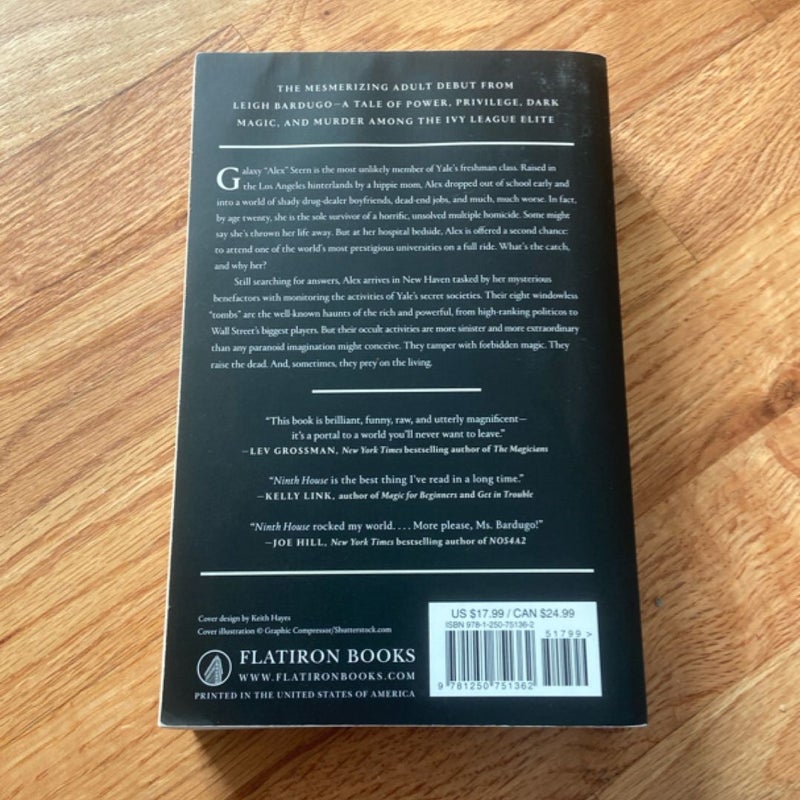 THE MESMERIZING ADULT DEBUT FROM
LEIGH BARDUGO—A TALE OF POWER, PRIVILEGE, DARK
MAGIC, AND MURDER AMONG THE IVY LEAGUE ELITE
Galaxy "Alex" Stern is the most unlikely member of Yale's freshman class. Raised in
the Los Angeles hinterlands by a hippie mom, Alex dropped out of school early and
into a world of shady drug-dealer boyfriends, dead-end jobs, and much, much worse. In fact,
by age twenty, she is the sole survivor of a horrific, unsolved multiple homicide. Some might
say she's thrown her life away. But at her hospital bedside, Alex is offered a second chance:
to attend one of the world's most prestigious universities on a full ride. What's the catch,
and why her?
Still searching for answers, Alex arrives in New Haven tasked by her mysterious
benefactors with monitoring the activities of Yale's secret societies. Their eight windowless
"tombs" are the well-known haunts of the rich and powerful, from high-ranking politicos to
Wall Street's biggest players. But their occult activities are more sinister and more extraordinary
than any paranoid imagination might conceive. They tamper with forbidden magic. They
raise the dead. And, sometimes, they prey on the living.
"This book is brilliant, funny, raw, and utterly magnificent—
it's a portal to a world you'll never want to leave."
—LEV GROSSMAN, New York Times bestselling author of The Magicians
"Ninth House is the best thing I've read in a long time."
—KELLY LINK, author of Magic for Beginners and Get in Trouble
"Ninth House rocked my world. . . . More please, Ms. Bardugo!"
—JOE HILL, New York Times bestselling author of NOS4A2
Cover design by Keith Hayes
Cover illustration © Graphic Compressor/Shutterstock.com
FLATIRON BOOKS
WWW.FLATIRONBOOKS.COM
PRINTED IN THE UNITED STATES OF AMERICA
US $17.99 / CAN $24.99
ISBN 978-1-250-75136-2
51799>
9 781250 751362